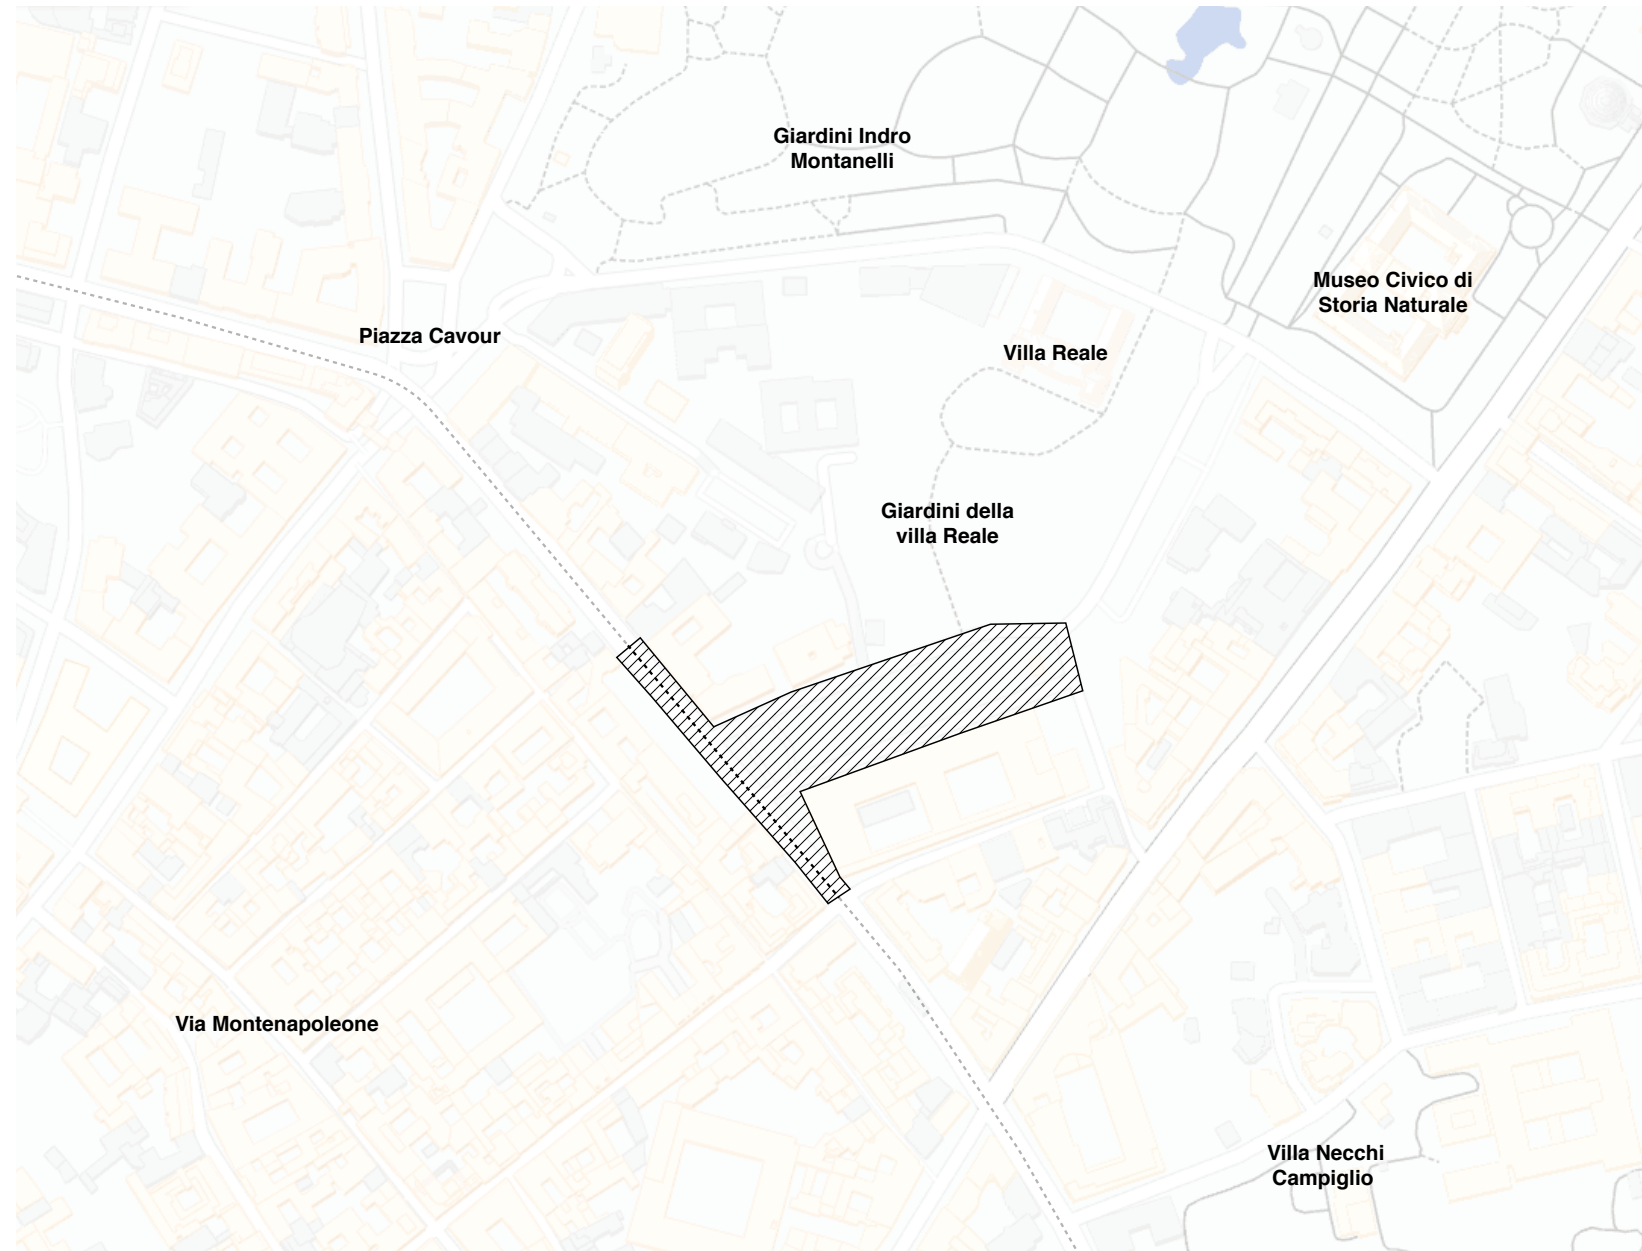 Giardini Indro
Montanelli
Museo Civico di
Storia Naturale
Piazza Cavour
Villa Reale
Giardini della
villa Reale
Via Montenapoleone
Villa Necchi
Campiglio